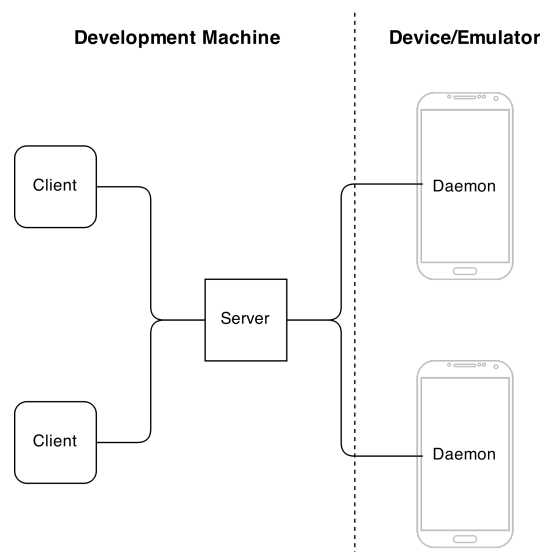 Development Machine
Device/Emulator
Client
Daemon
Server
Client
Daemon